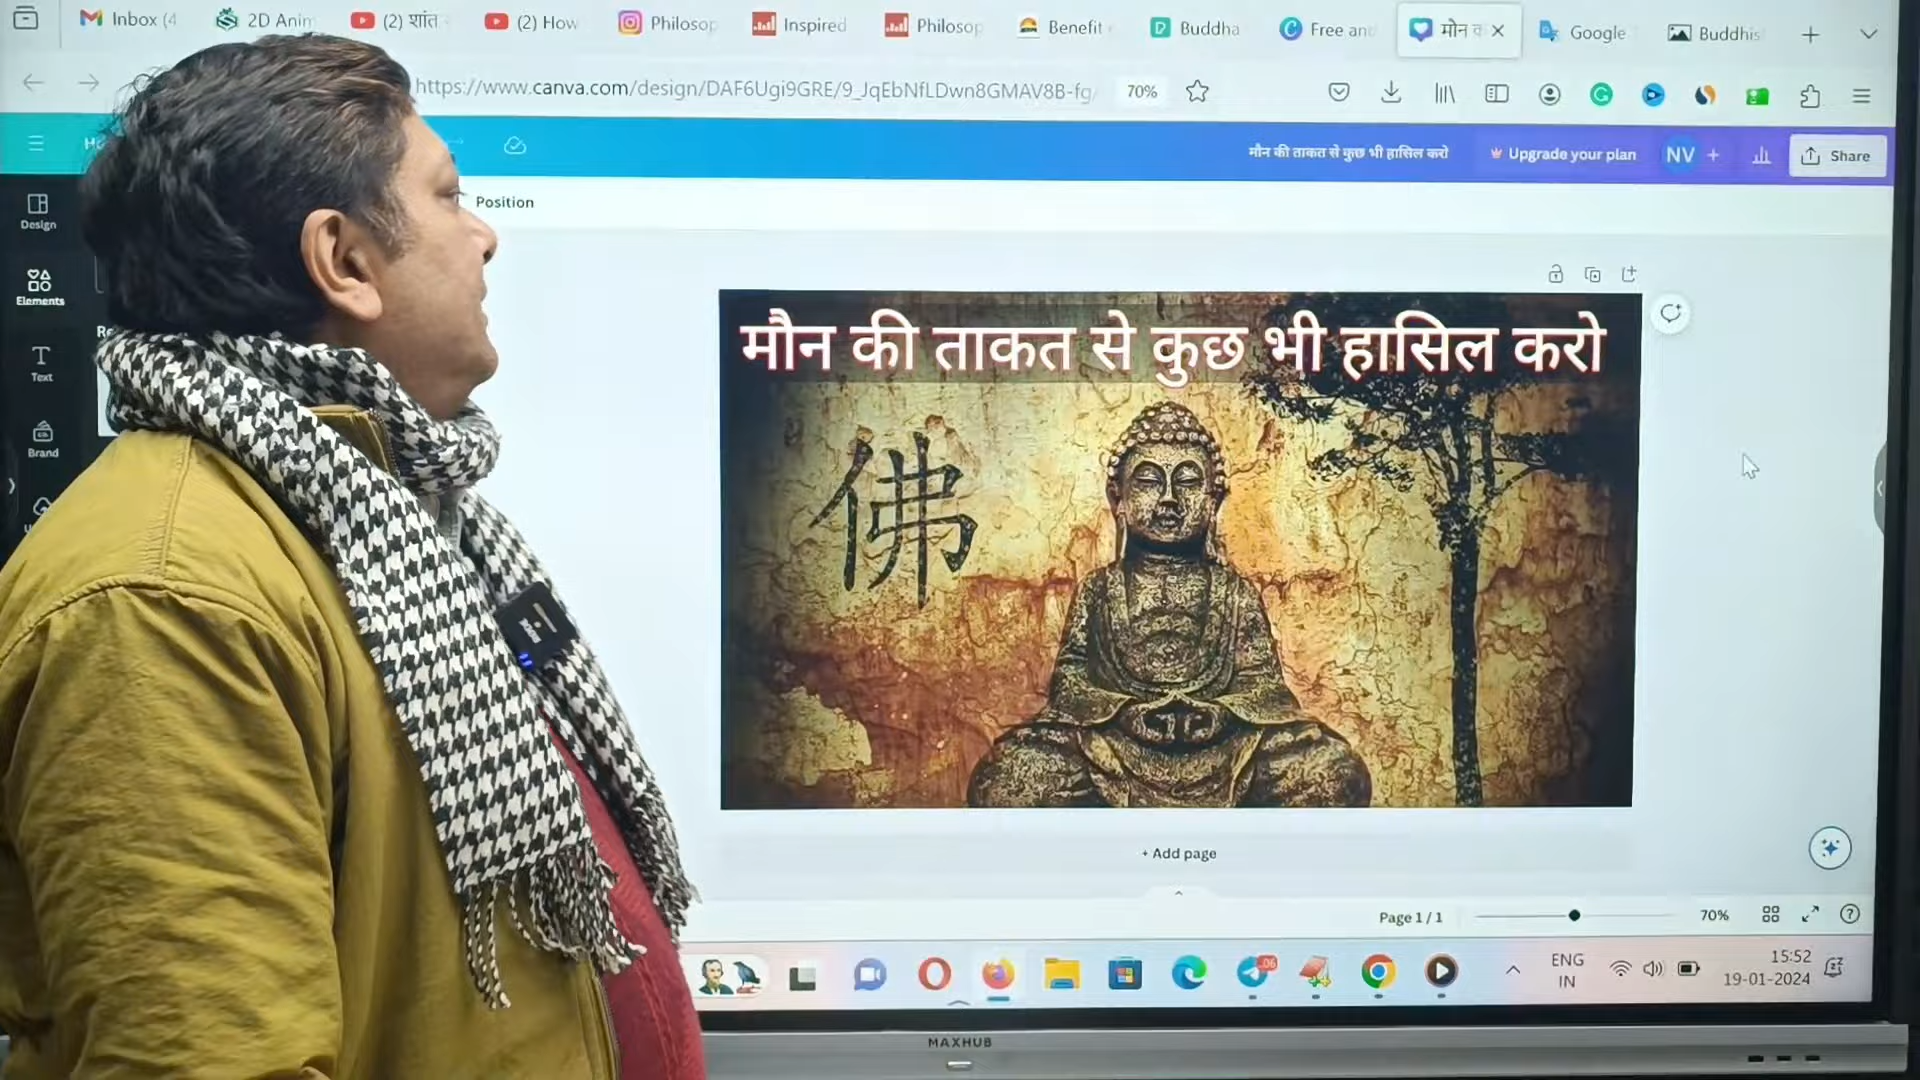 Inbox (4
2D Anim
(2) शांत
(2) How
Philosop
Inspired
Philosop
Benefit
Buddha
Free and
मोन
Google
Buddhis
https://www.canva.com/design/DAF6Ugi9GRE/9_JqEbNfLDwn8GMAV8B-fg/
70%
मौन की ताकत से कुछ भी हासिल करो
Upgrade your plan
NV
Share
Design
Position
Elements
Text
Brand
मौन की ताकत से कुछ भी हासिल करो
佛
+ Add page
Page 1 / 1
70%
ENG
IN
15:52
19-01-2024
MAXHUB